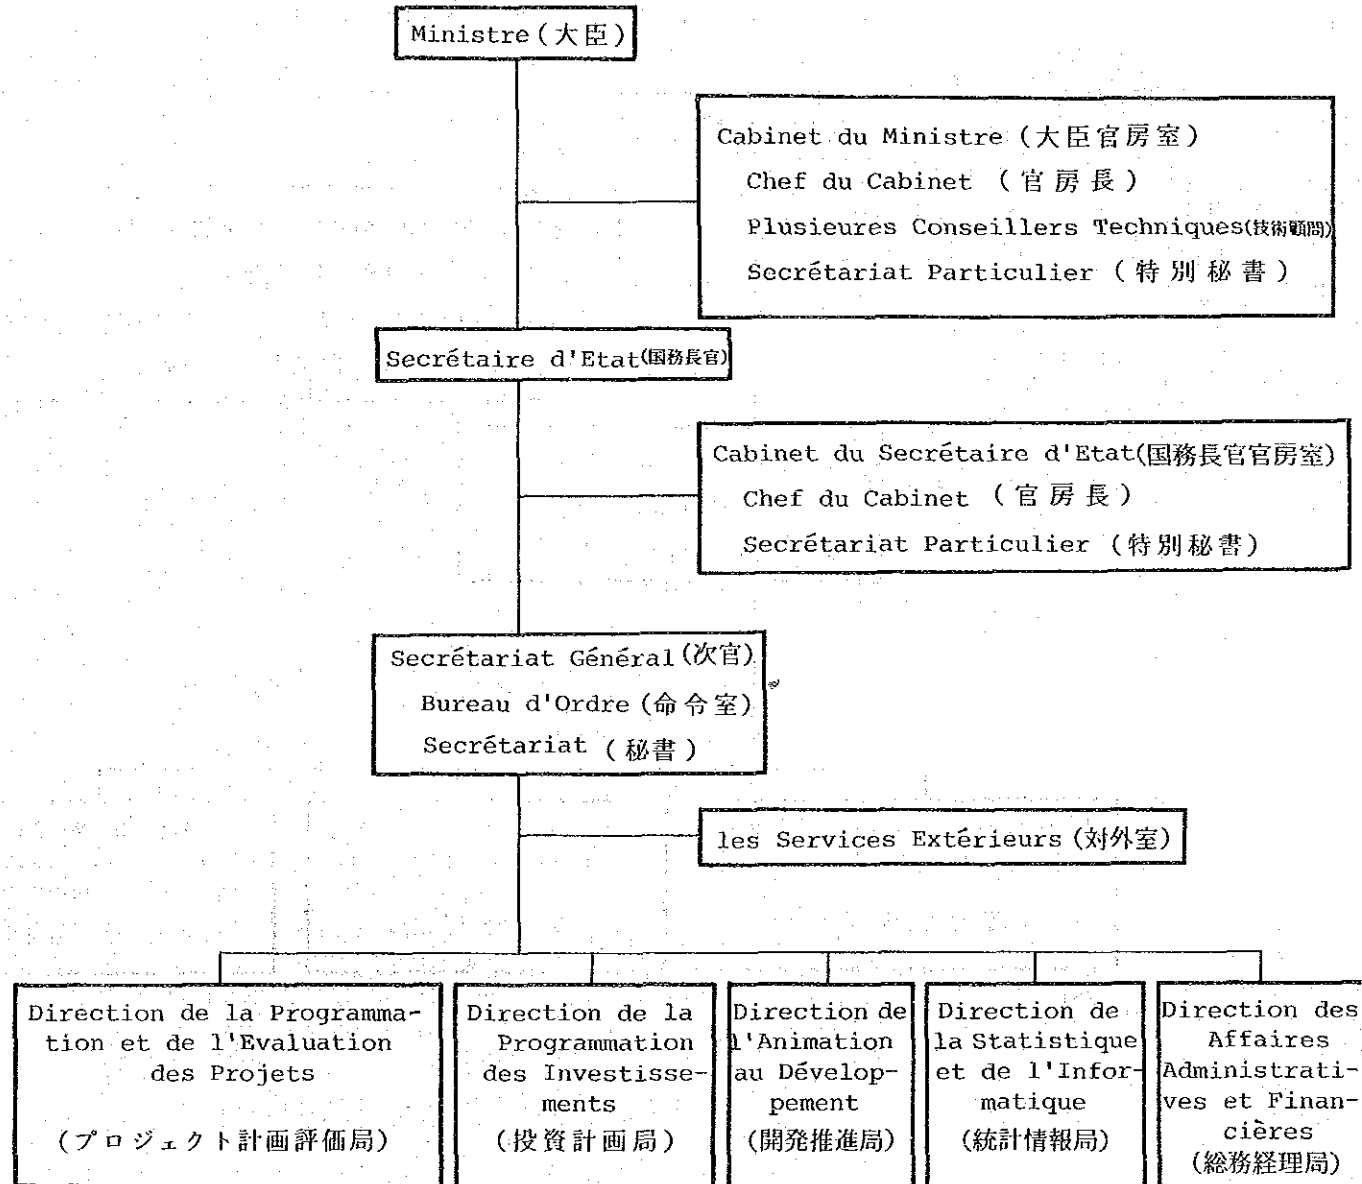 Ministre (大臣)
Cabinet du Ministre (大臣官房室)
Chef du Cabinet (官房長)
Plusieures Conseillers Techniques(技術顧問)
Secrétariat Particulier (特別秘書)
Secrétaire d'Etat(国務長官)
Cabinet du Secrétaire d'Etat(国務長官官房室)
Chef du Cabinet (官房長)
Secrétariat Particulier (特別秘書)
Secrétariat Général (次官)
Bureau d'Ordre (命令室)
Secrétariat (秘書)
les Services Extérieurs (対外室)
Direction de la Programma-
tion et de l'Evaluation
des Projets
(プロジェクト計画評価局)
Direction de la
Programmation
des Investisse-
ments
(投資計画局)
Direction de
l'Animation
au Dévelop-
pement
(開発推進局)
Direction de
la Statistique
et de l'Infor-
matique
(統計情報局)
Direction des
Affaires
Administrati-
ves et Finan-
cières
(総務経理局)